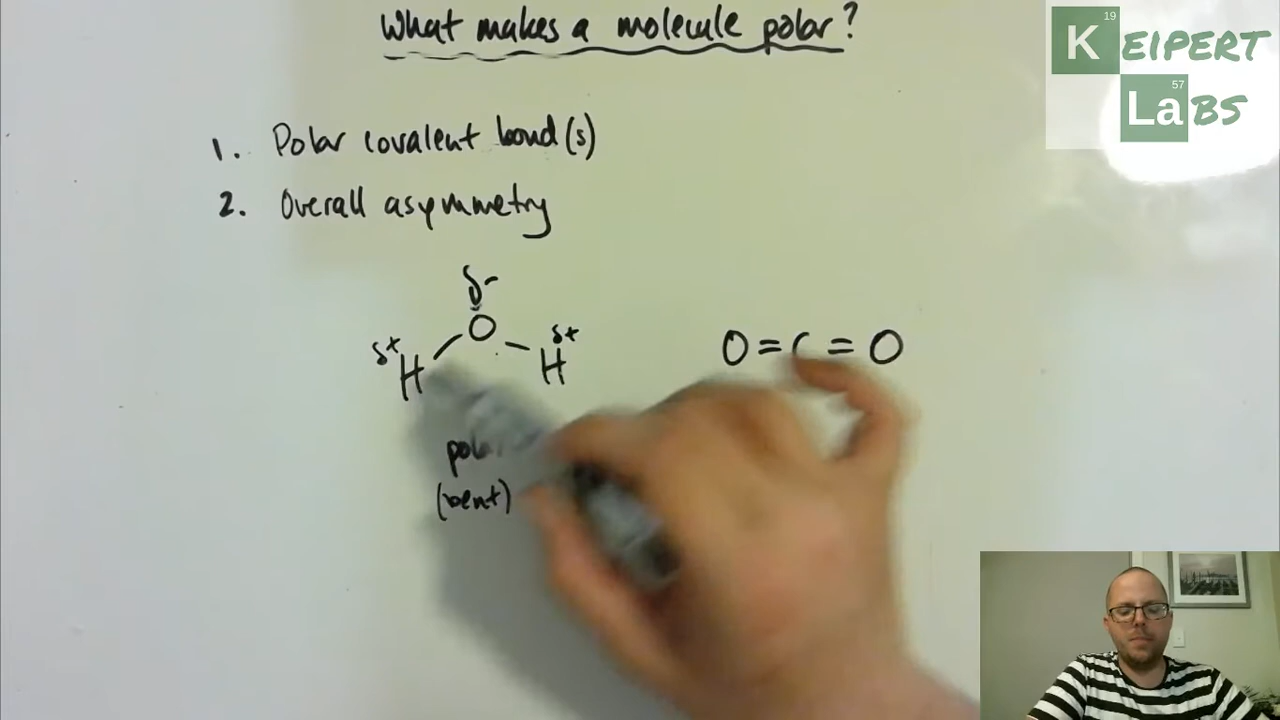 What makes a molecule polar?
19
KEIPERT
57
LaBS
1. Polar covalent bond(s)
2. Overall asymmetry
δ-
δ+ H - O - H δ+
O = C = O
(bent)